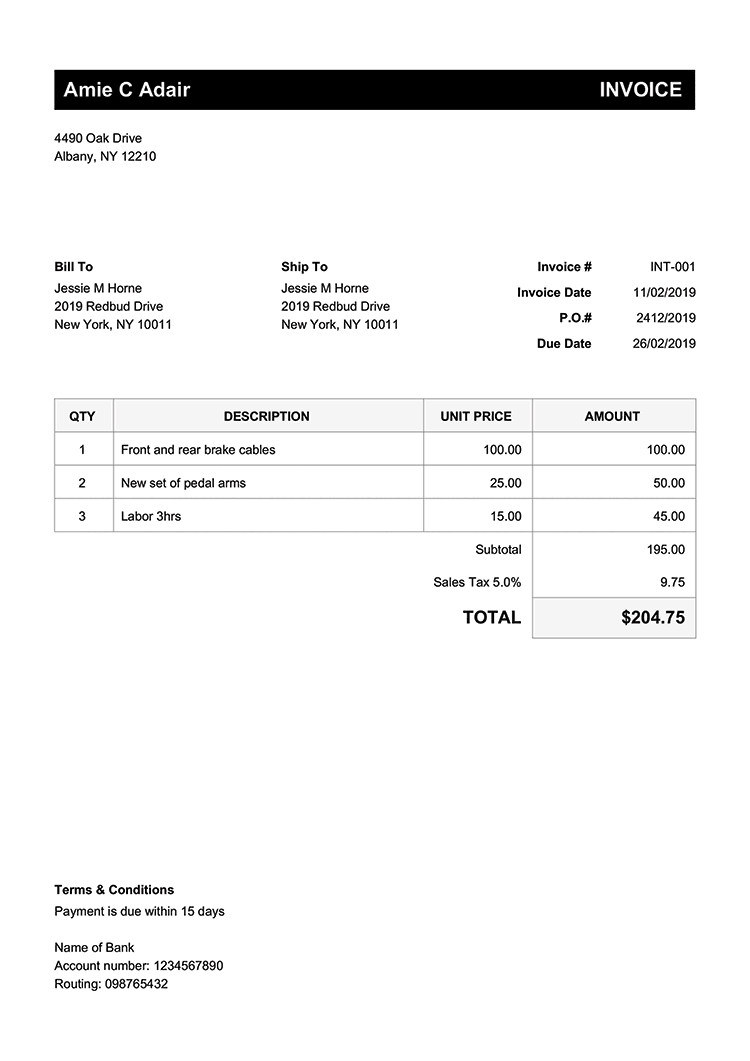 Amie C Adair INVOICE
4490 Oak Drive
Albany, NY 12210
Bill To Ship To Invoice # INT-001
Jessie M Horne Jessie M Horne Invoice Date 11/02/2019
2019 Redbud Drive 2019 Redbud Drive P.O.# 2412/2019
New York, NY 10011 New York, NY 10011 Due Date 26/02/2019
QTY DESCRIPTION UNIT PRICE AMOUNT
1 Front and rear brake cables 100.00 100.00
2 New set of pedal arms 25.00 50.00
3 Labor 3hrs 15.00 45.00
Subtotal 195.00
Sales Tax 5.0% 9.75
TOTAL $204.75
Terms & Conditions
Payment is due within 15 days
Name of Bank
Account number: 1234567890
Routing: 098765432